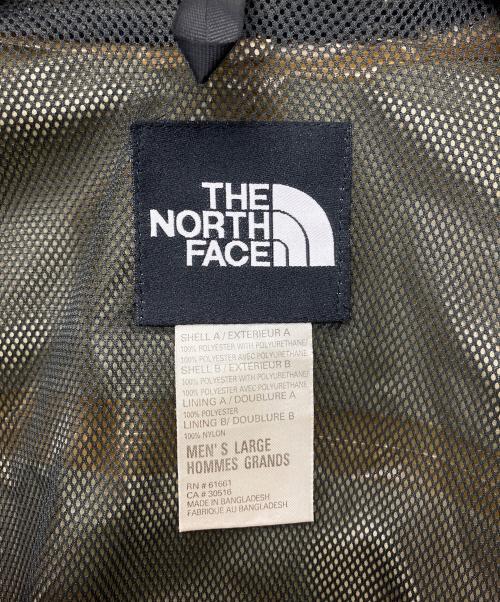 THE
NORTH
FACE
SHELL A / EXTERIEUR A
100% POLYESTER WITH POLYURETHANE/
100% POLYESTER AVEC POLYURETHANE
SHELL B / EXTERIEUR B
100% POLYESTER WITH POLYURETHANE/
100% POLYESTER AVEC POLYURETHANE
LINING A / DOUBLURE A
100% POLYESTER
LINING B/ DOUBLURE B
100% NYLON
MEN'S LARGE
HOMMES GRANDS
RN # 61661
CA # 30516
MADE IN BANGLADESH
FABRIQUE AU BANGLADESH